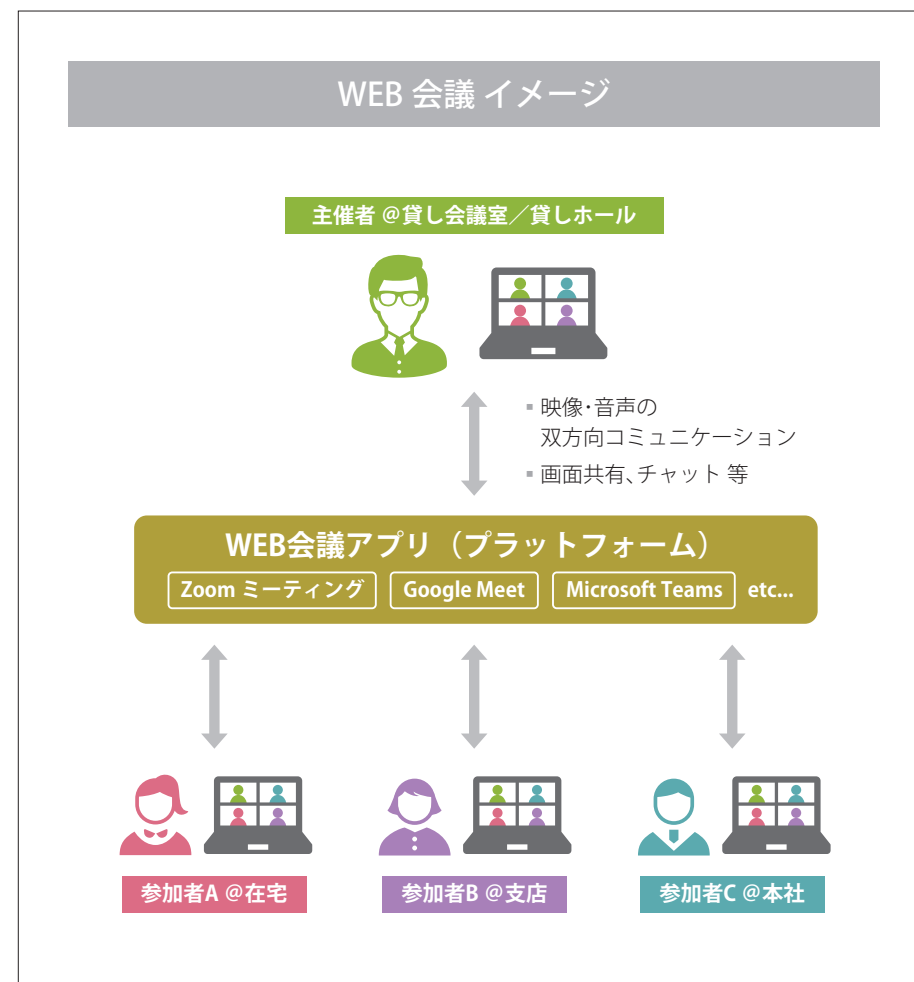 WEB 会議 イメージ
主催者 @貸し会議室／貸しホール
▪ 映像・音声の
双方向コミュニケーション
▪ 画面共有、チャット 等
WEB会議アプリ（プラットフォーム）
Zoom ミーティング Google Meet Microsoft Teams etc...
参加者A @在宅 参加者B @支店 参加者C @本社